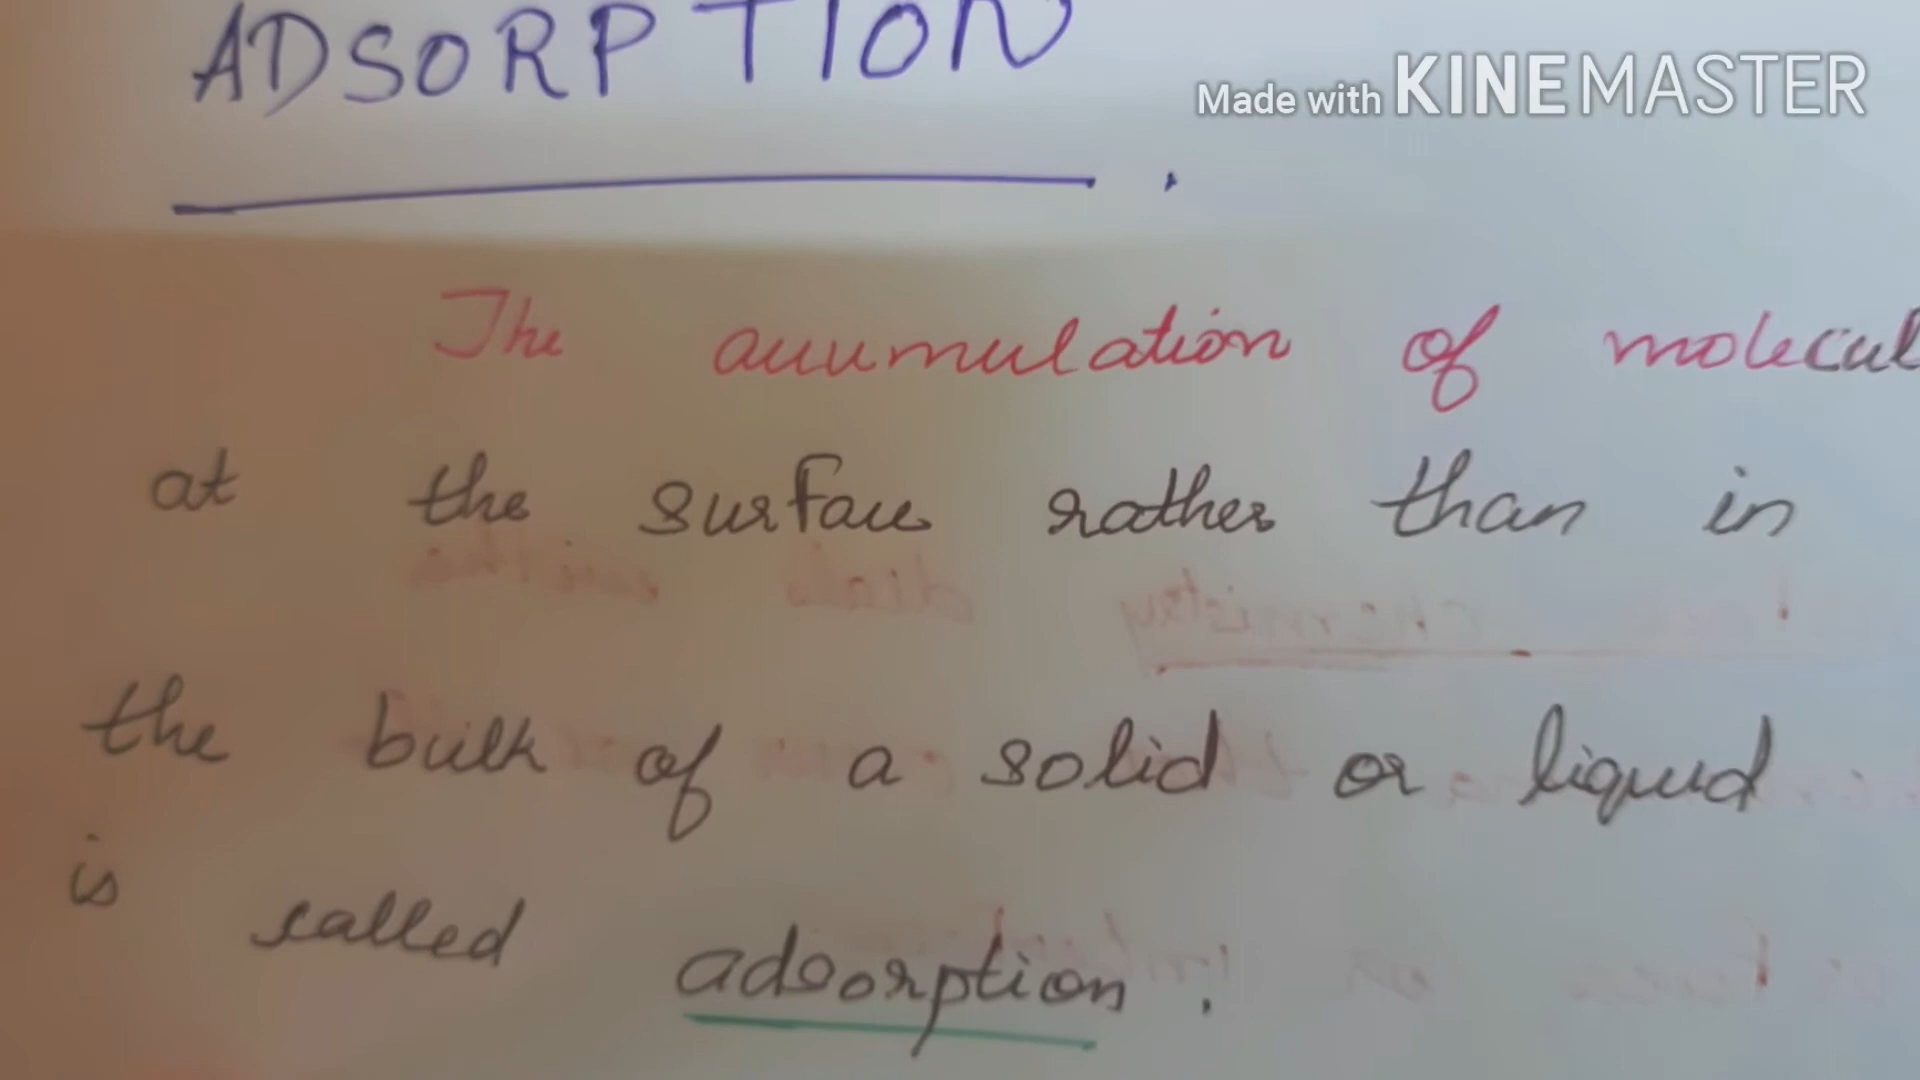 ADSORPTION.
Made with KINEMASTER
The accumulation of molecul
at the surface rather than in
the bulk of a solid or liquid
is called adsorption.